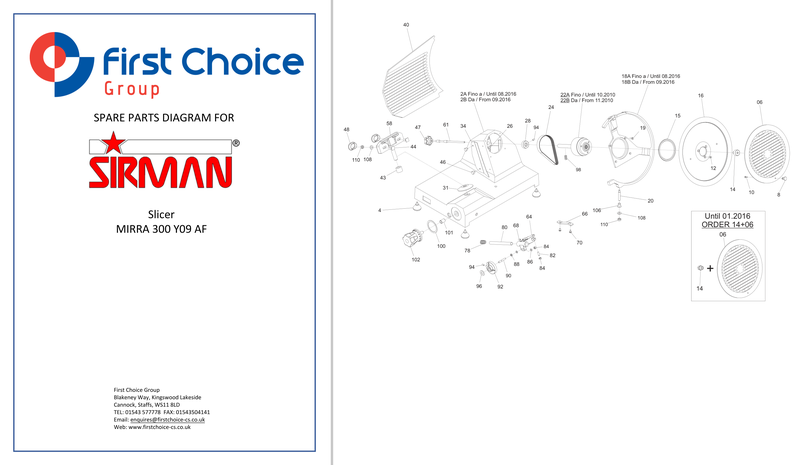 First Choice
Group
SPARE PARTS DIAGRAM FOR
SIRMAN®
Slicer
MIRRA 300 Y09 AF
First Choice Group
Blakeney Way, Kingswood Lakeside
Cannock, Staffs, WS11 8LD
TEL: 01543 577778 FAX: 01543504141
Email: enquires@firstchoice-cs.co.uk
Web: www.firstchoice-cs.co.uk
40
2A Fino a / Until 08.2016
2B Da / From 09.2016
22A Fino / Until 10.2010
22B Da / From 11.2010
18A Fino a / Until 08.2016
18B Da / From 09.2016
16
06
24
15
58
48
47
61
34
26
28
94
19
44
110
108
43
46
31
98
12
14
10
8
4
20
106
108
110
66
70
64
68
80
101
100
102
78
84
82
86
84
88
94
90
96
92
Until 01.2016
ORDER 14+06
06
+
14